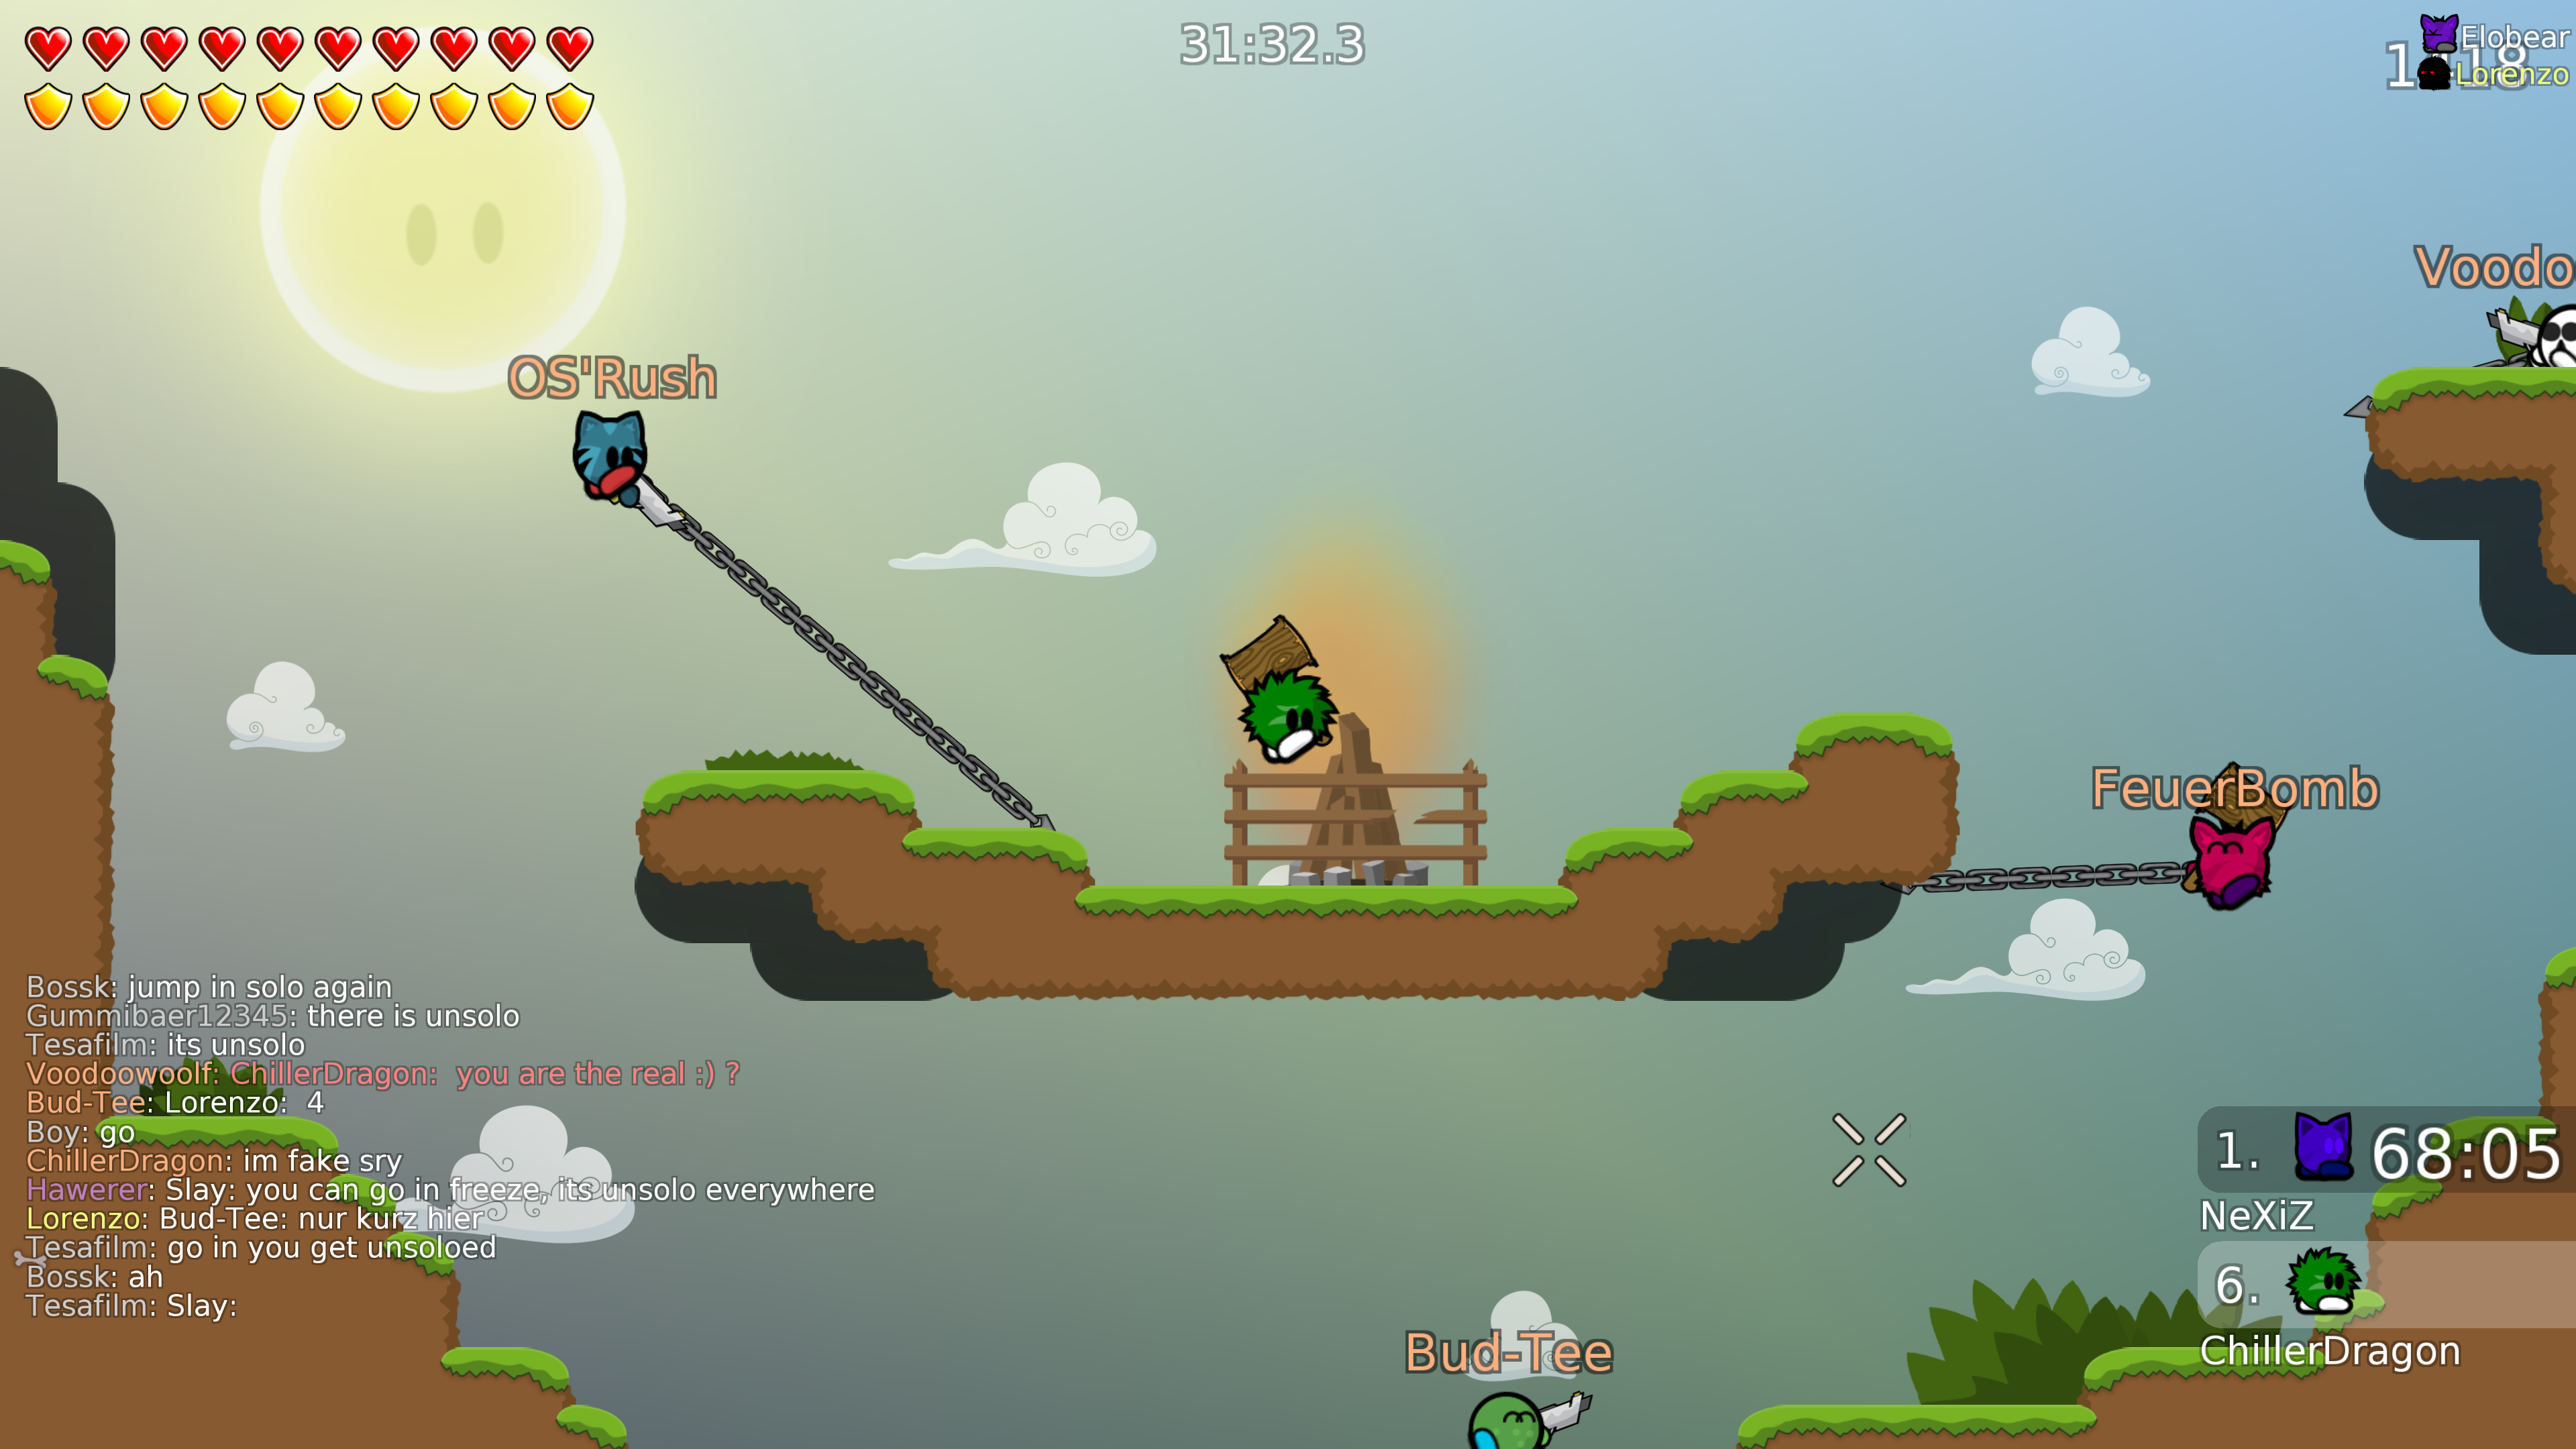 31:32.3
Elobear
Lorenzo
Voodo
OS'Rush
FeuerBomb
Bossk: jump in solo again
Gummibaer12345: there is unsolo
Tesafilm: its unsolo
Voodoowoolf: ChillerDragon:  you are the real :) ?
Bud-Tee: Lorenzo:  4
Boy: go
ChillerDragon: im fake sry
Hawerer: Slay: you can go in freeze, its unsolo everywhere
Lorenzo: Bud-Tee: nur kurz hier
Tesafilm: go in you get unsoloed
Bossk: ah
Tesafilm: Slay:
1. 68:05
NeXiZ
6.
ChillerDragon
Bud-Tee